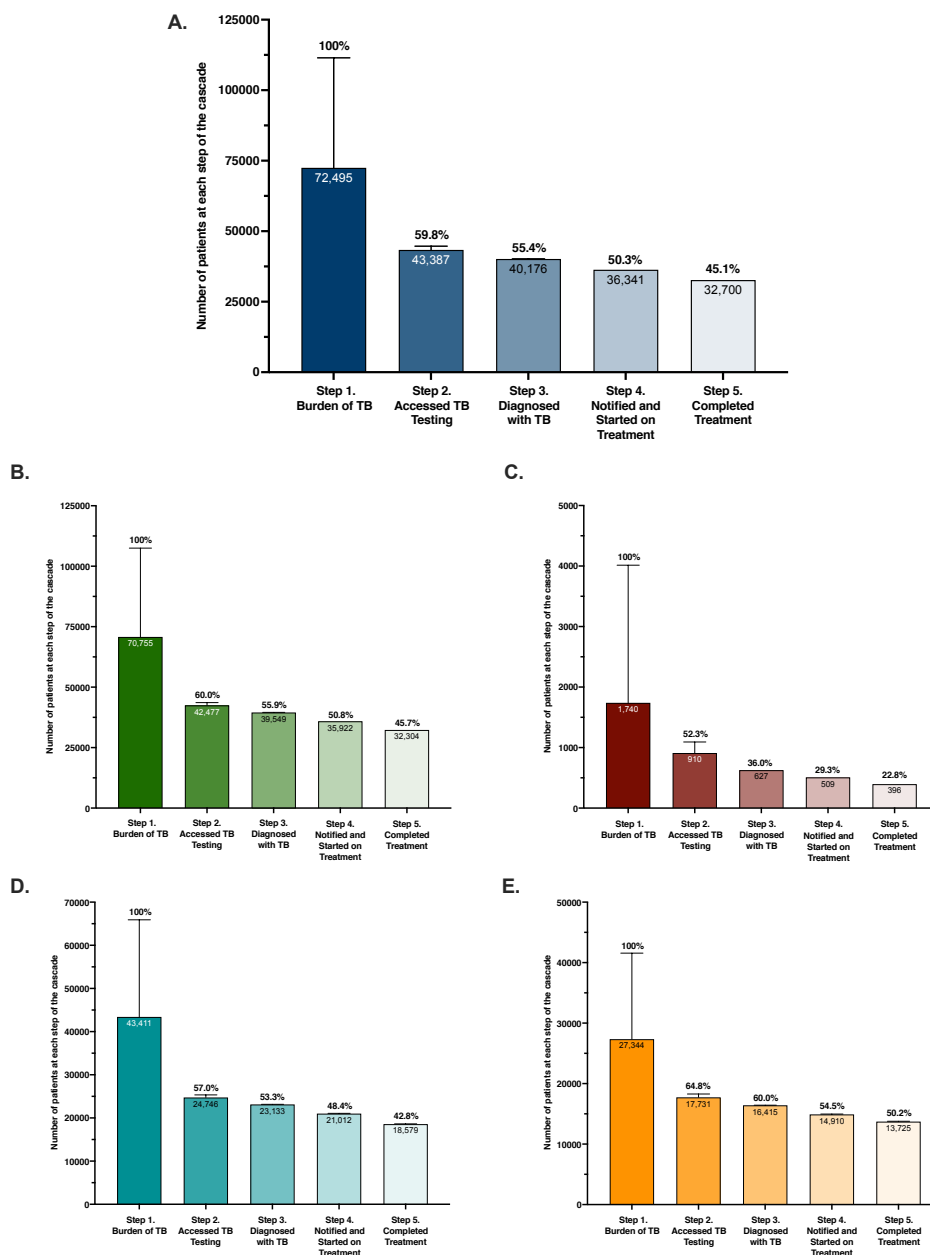 A.
Number of patients at each step of the cascade
125000
100000
75000
50000
25000
0
100%
72,495
59.8%
43,387
55.4%
40,176
50.3%
36,341
45.1%
32,700
Step 1.
Burden of TB
Step 2.
Accessed TB
Testing
Step 3.
Diagnosed
with TB
Step 4.
Notified and
Started on
Treatment
Step 5.
Completed
Treatment
B.
Number of patients at each step of the cascade
125000
100000
75000
50000
25000
0
100%
70,755
60.0%
42,477
55.9%
39,549
50.8%
35,922
45.7%
32,304
Step 1.
Burden of TB
Step 2.
Accessed TB
Testing
Step 3.
Diagnosed
with TB
Step 4.
Notified and
Started on
Treatment
Step 5.
Completed
Treatment
C.
Number of patients at each step of the cascade
5000
4000
3000
2000
1000
0
100%
1,740
52.3%
910
36.0%
627
29.3%
509
22.8%
396
Step 1.
Burden of TB
Step 2.
Accessed TB
Testing
Step 3.
Diagnosed
with TB
Step 4.
Notified and
Started on
Treatment
Step 5.
Completed
Treatment
D.
Number of patients at each step of the cascade
70000
60000
50000
40000
30000
20000
10000
0
100%
43,411
57.0%
24,746
53.3%
23,133
48.4%
21,012
42.8%
18,579
Step 1.
Burden of TB
Step 2.
Accessed TB
Testing
Step 3.
Diagnosed
with TB
Step 4.
Notified and
Started on
Treatment
Step 5.
Completed
Treatment
E.
Number of patients at each step of the cascade
50000
40000
30000
20000
10000
0
100%
27,344
64.8%
17,731
60.0%
16,415
54.5%
14,910
50.2%
13,725
Step 1.
Burden of TB
Step 2.
Accessed TB
Testing
Step 3.
Diagnosed
with TB
Step 4.
Notified and
Started on
Treatment
Step 5.
Completed
Treatment